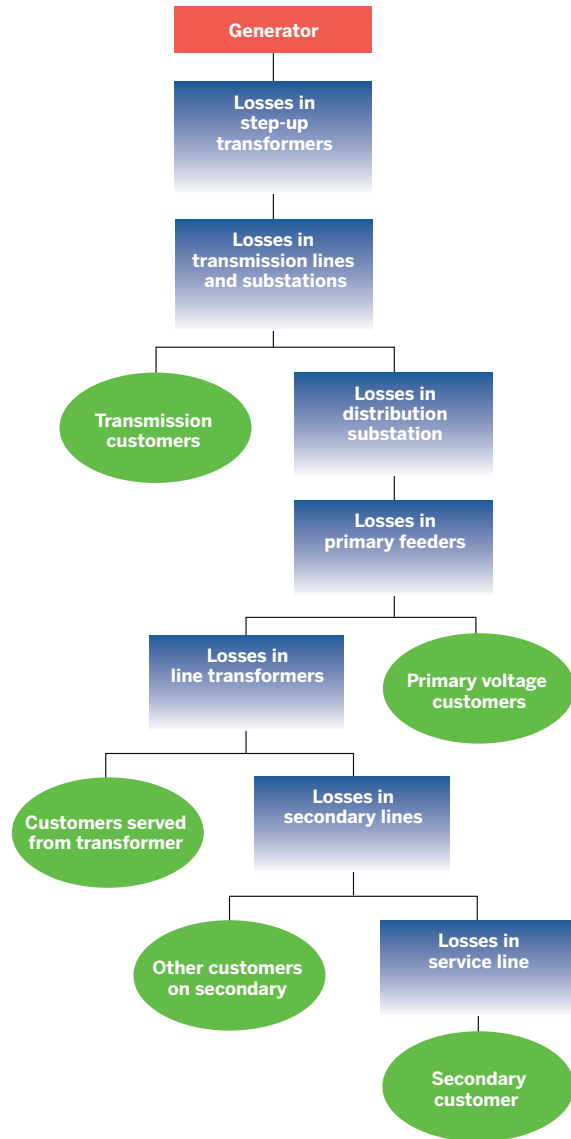 Generator
Losses in
step-up
transformers
Losses in
transmission lines
and substations
Transmission
customers
Losses in
distribution
substation
Losses in
primary feeders
Losses in
line transformers
Primary voltage
customers
Customers served
from transformer
Losses in
secondary lines
Other customers
on secondary
Losses in
service line
Secondary
customer